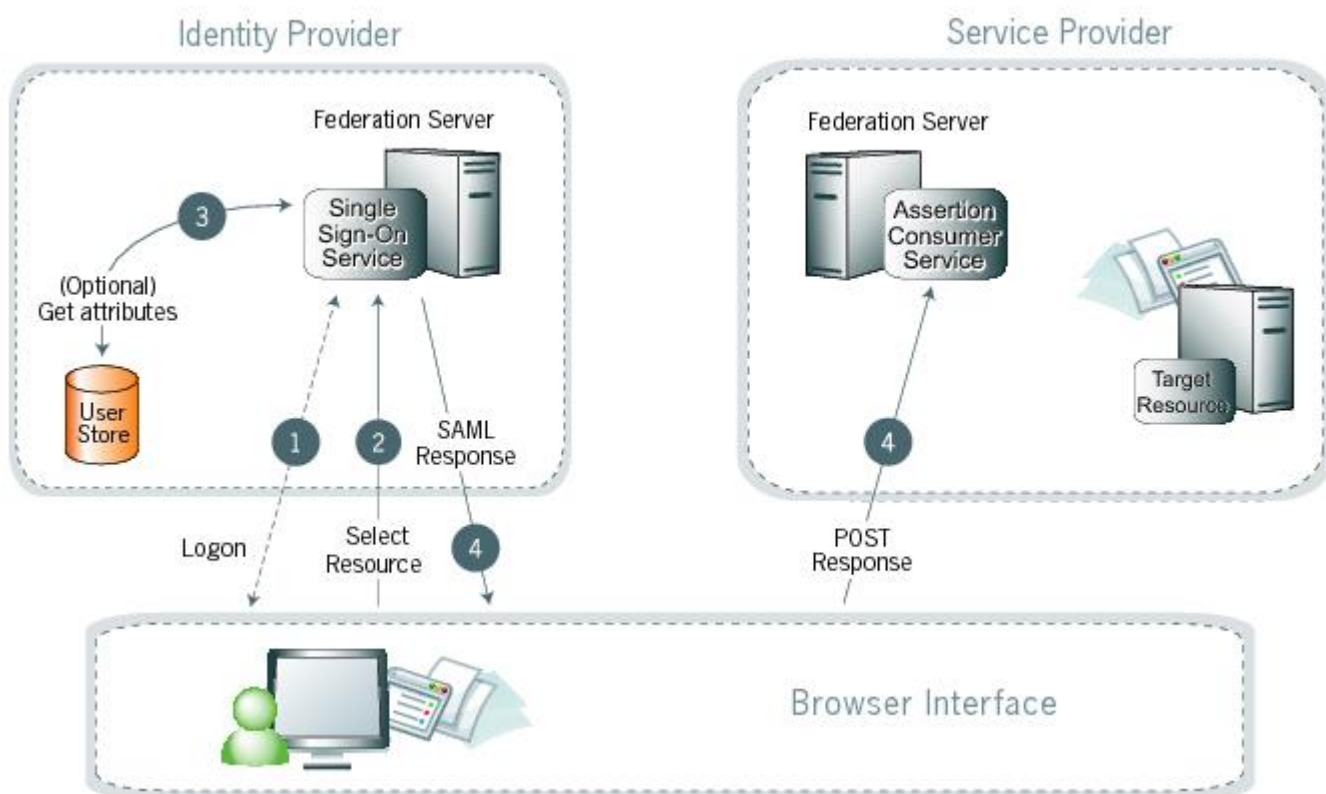 Identity Provider
Service Provider
Federation Server
Single
Sign-On
Service
3
(Optional)
Get attributes
User
Store
1
2
SAML
Response
Logon
Select
Resource
4
Federation Server
Assertion
Consumer
Service
Target
Resource
4
POST
Response
Browser Interface